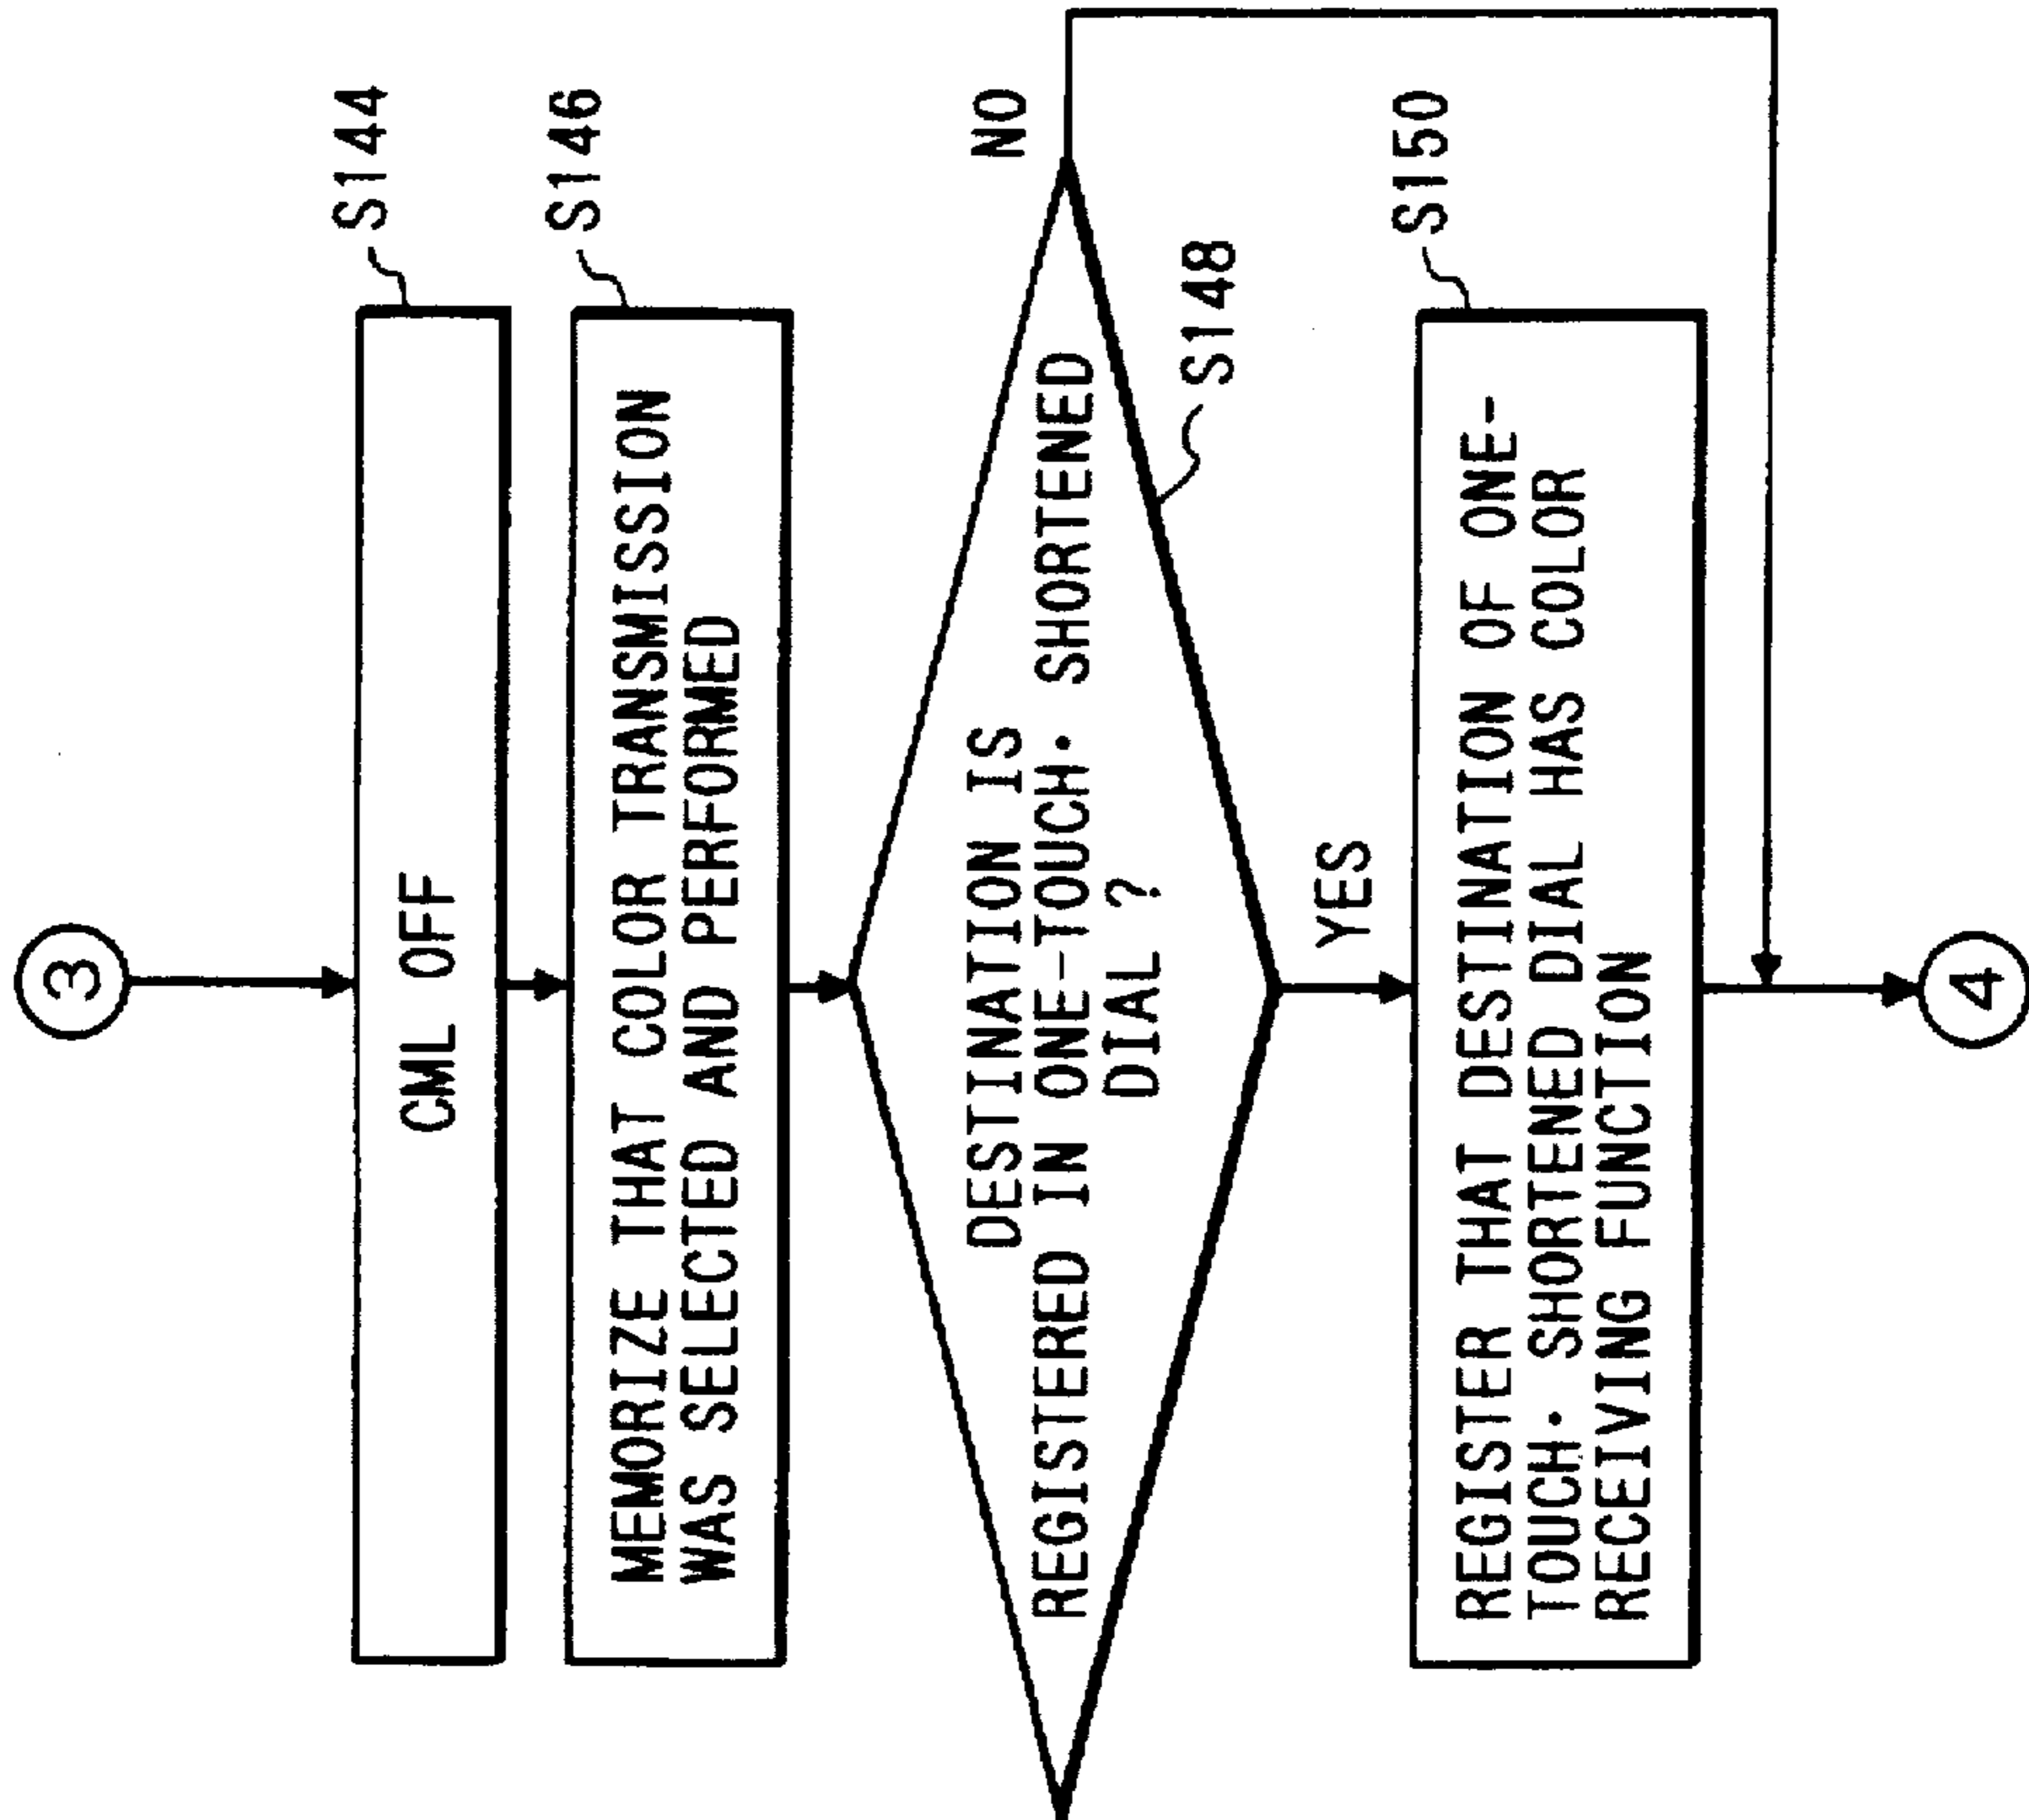 3
CML OFF
S144
MEMORIZE THAT COLOR TRANSMISSION
WAS SELECTED AND PERFORMED
S146
DESTINATION IS
REGISTERED IN ONE-TOUCH· SHORTENED
DIAL ?
NO
S148
YES
REGISTER THAT DESTINATION OF ONE-
TOUCH· SHORTENED DIAL HAS COLOR
RECEIVING FUNCTION
S150
4